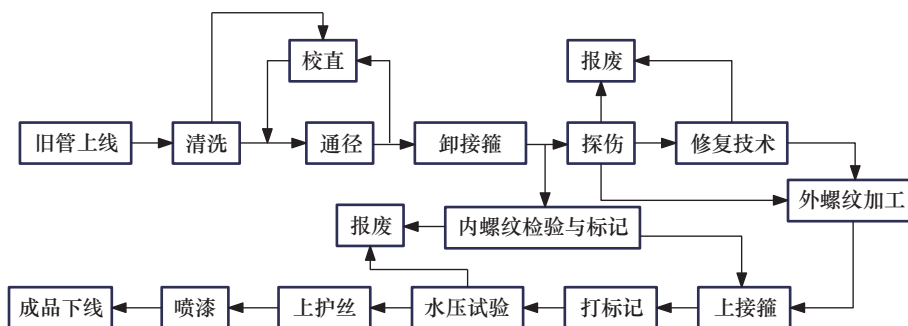 校直
报废
旧管上线
清洗
通径
卸接箍
探伤
修复技术
外螺纹加工
报废
内螺纹检验与标记
成品下线
喷漆
上护丝
水压试验
打标记
上接箍